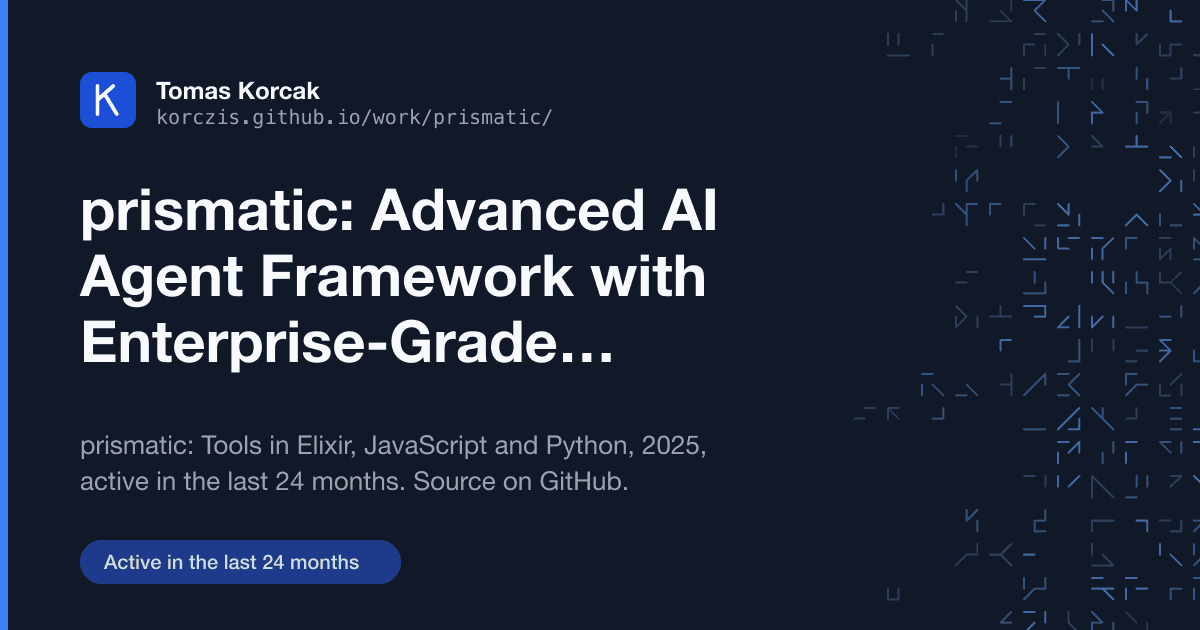 K
Tomas Korcak
korczis.github.io/work/prismatic/
prismatic: Advanced AI
Agent Framework with
Enterprise-Grade…
prismatic: Tools in Elixir, JavaScript and Python, 2025,
active in the last 24 months. Source on GitHub.
Active in the last 24 months